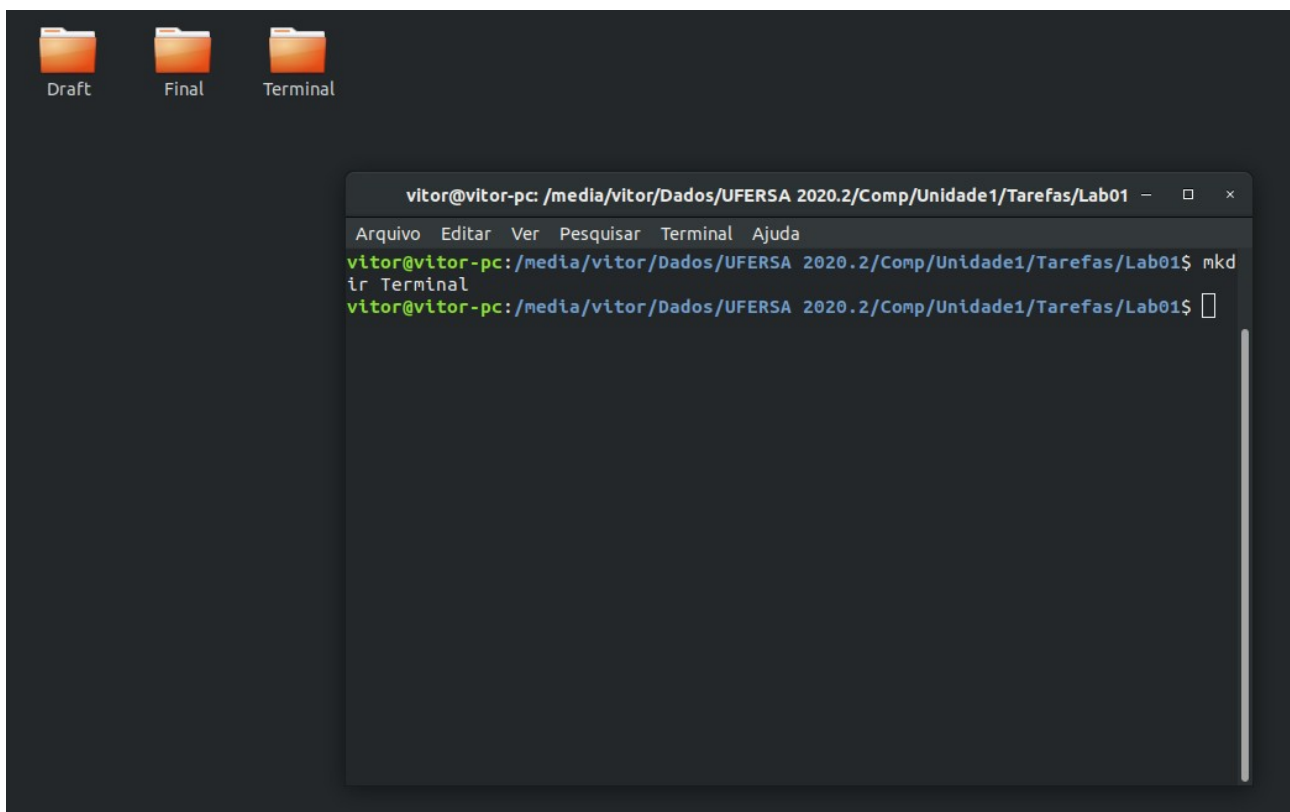 Draft Final Terminal
vitor@vitor-pc: /media/vitor/Dados/UFERSA 2020.2/Comp/Unidade1/Tarefas/Lab01
Arquivo Editar Ver Pesquisar Terminal Ajuda
vitor@vitor-pc:/media/vitor/Dados/UFERSA 2020.2/Comp/Unidade1/Tarefas/Lab01$ mkd
ir Terminal
vitor@vitor-pc:/media/vitor/Dados/UFERSA 2020.2/Comp/Unidade1/Tarefas/Lab01$